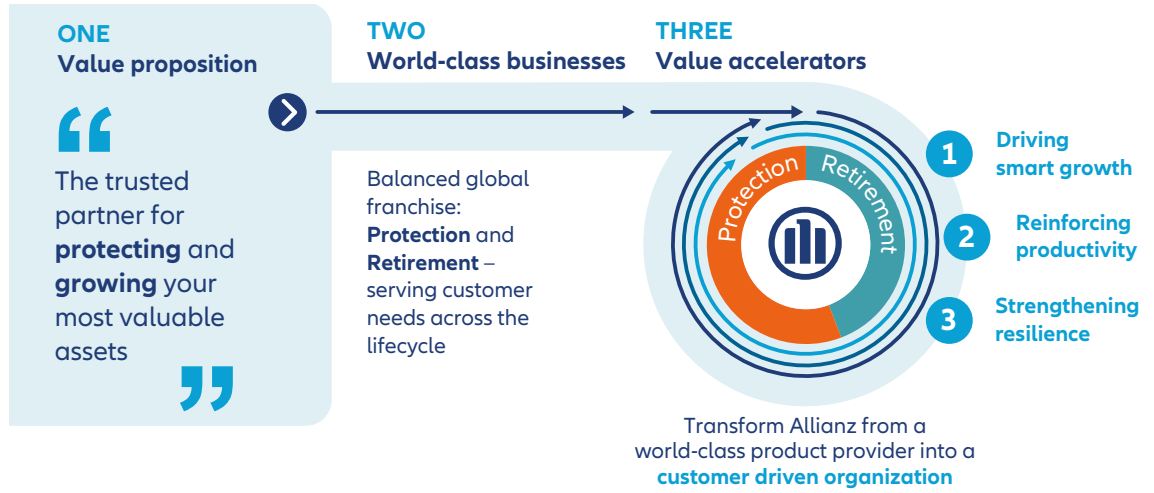 ONE
Value proposition
“
The trusted
partner for
protecting and
growing your
most valuable
assets
”
TWO
World-class businesses
Balanced global
franchise:
Protection and
Retirement –
serving customer
needs across the
lifecycle
THREE
Value accelerators
Protection
Retirement
1
Driving
smart growth
2
Reinforcing
productivity
3
Strengthening
resilience
Transform Allianz from a
world-class product provider into a
customer driven organization